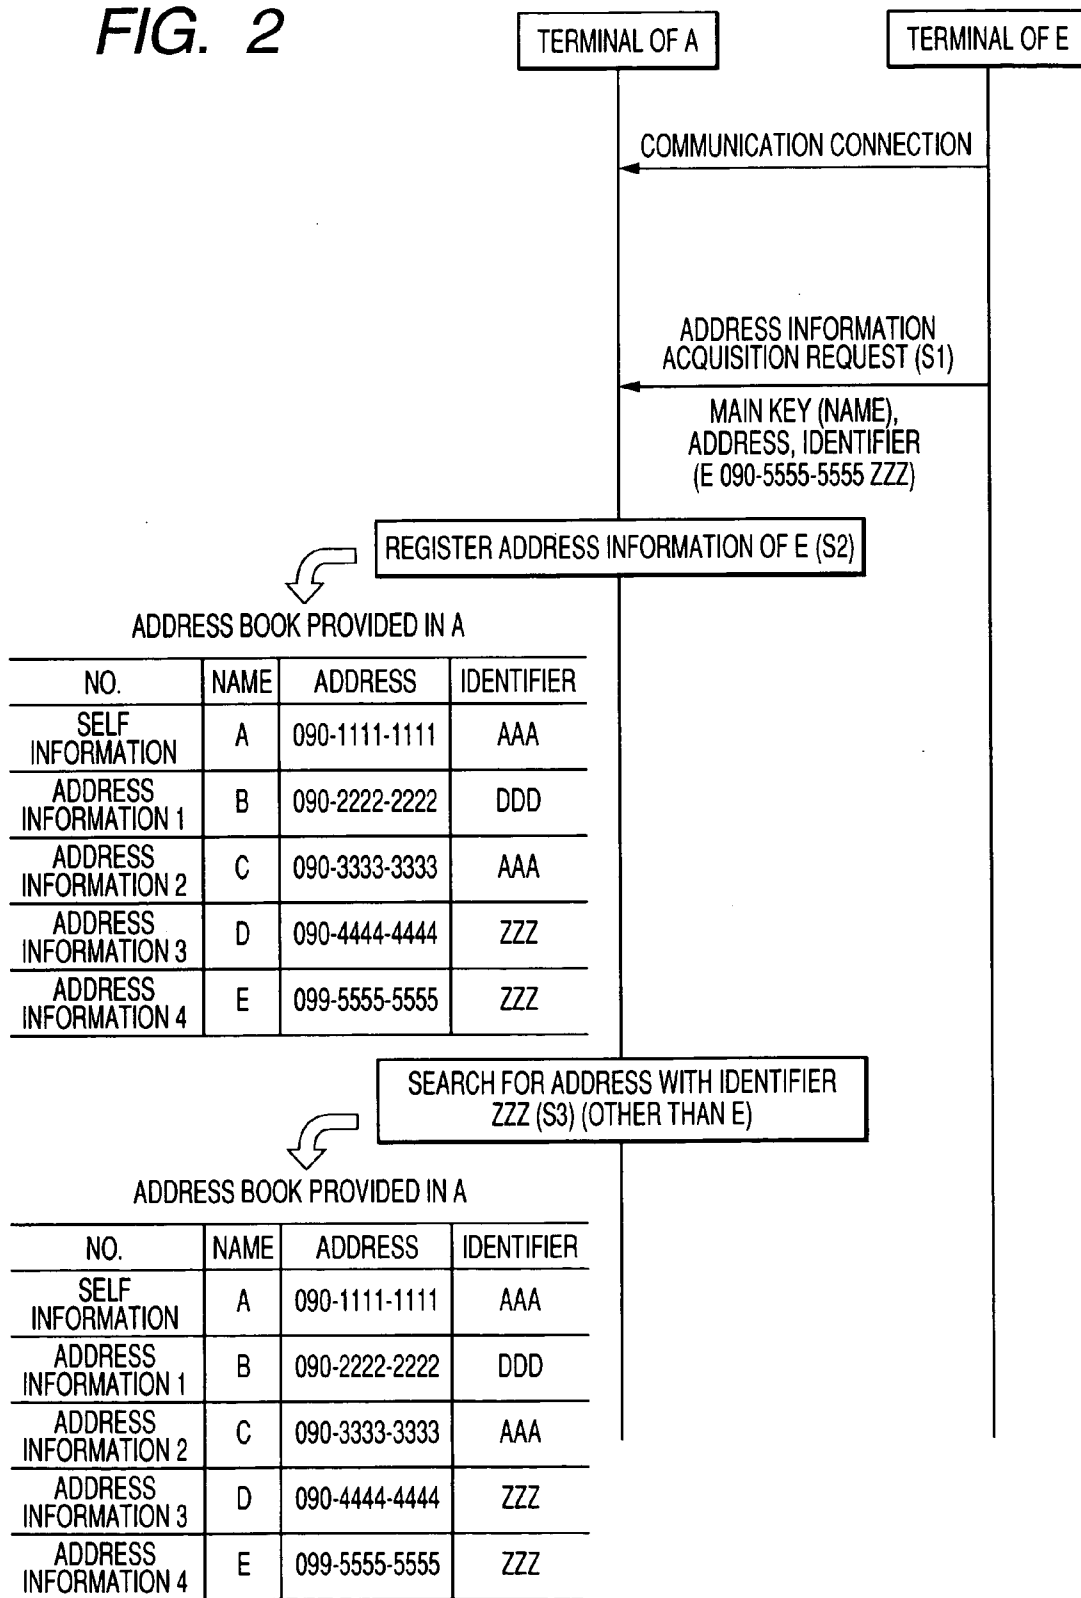 FIG. 2
TERMINAL OF A
TERMINAL OF E
COMMUNICATION CONNECTION
ADDRESS INFORMATION
ACQUISITION REQUEST (S1)
MAIN KEY (NAME),
ADDRESS, IDENTIFIER
(E 090-5555-5555 ZZZ)
REGISTER ADDRESS INFORMATION OF E (S2)
ADDRESS BOOK PROVIDED IN A
NO. NAME ADDRESS IDENTIFIER
SELF
INFORMATION A 090-1111-1111 AAA
ADDRESS
INFORMATION 1 B 090-2222-2222 DDD
ADDRESS
INFORMATION 2 C 090-3333-3333 AAA
ADDRESS
INFORMATION 3 D 090-4444-4444 ZZZ
ADDRESS
INFORMATION 4 E 099-5555-5555 ZZZ
SEARCH FOR ADDRESS WITH IDENTIFIER
ZZZ (S3) (OTHER THAN E)
ADDRESS BOOK PROVIDED IN A
NO. NAME ADDRESS IDENTIFIER
SELF
INFORMATION A 090-1111-1111 AAA
ADDRESS
INFORMATION 1 B 090-2222-2222 DDD
ADDRESS
INFORMATION 2 C 090-3333-3333 AAA
ADDRESS
INFORMATION 3 D 090-4444-4444 ZZZ
ADDRESS
INFORMATION 4 E 099-5555-5555 ZZZ